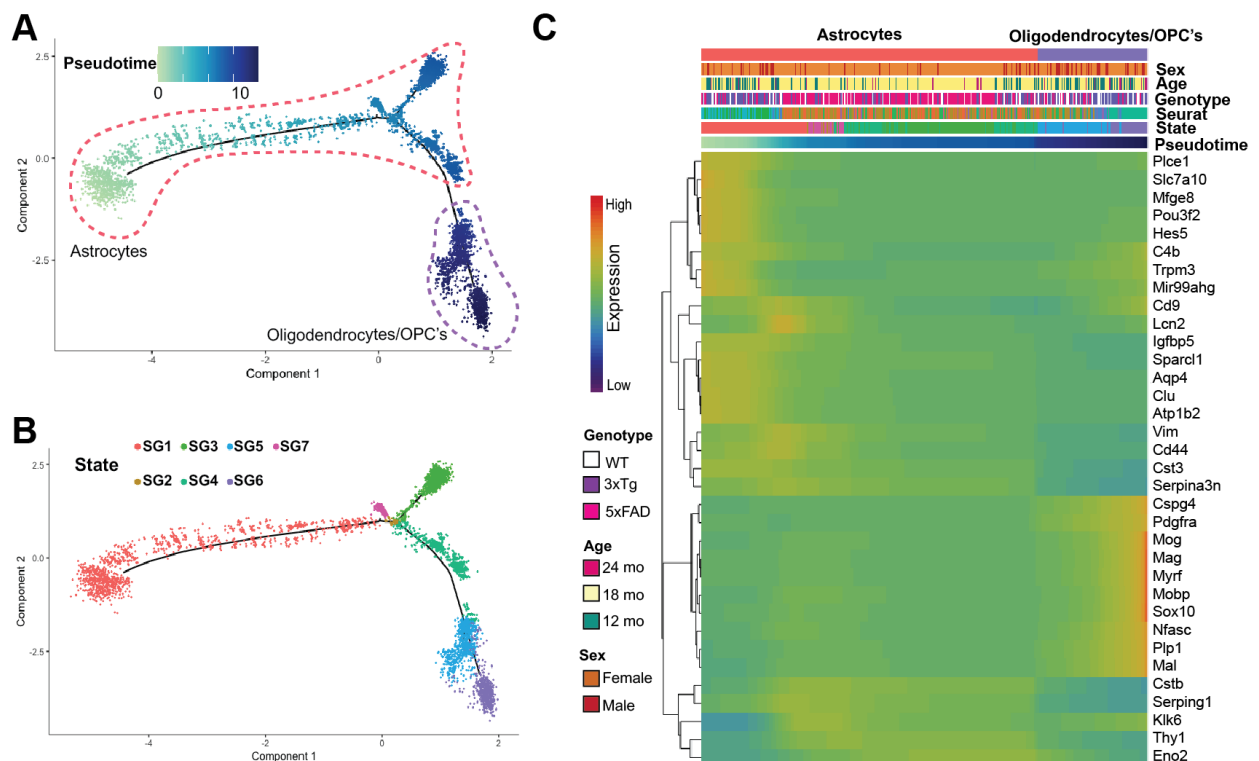 A
Pseudotime
0 10
2.5
0.0
-2.5
Component 2
-4 -2 0 2
Component 1
Astrocytes
Oligodendrocytes/OPC's
B
State
SG1 SG3 SG5 SG7
SG2 SG4 SG6
2.5
0.0
-2.5
Component 2
-4 -2 0 2
Component 1
C
Astrocytes
Oligodendrocytes/OPC's
Sex
Age
Genotype
Seurat
State
Pseudotime
High
Expression
Low
Genotype
WT
3xTg
5xFAD
Age
24 mo
18 mo
12 mo
Sex
Female
Male
Plce1
Slc7a10
Mfge8
Pou3f2
Hes5
C4b
Trpm3
Mir99ahg
Cd9
Lcn2
Igfbp5
Sparcl1
Aqp4
Clu
Atp1b2
Vim
Cd44
Cst3
Serpina3n
Cspg4
Pdgfra
Mog
Mag
Myrf
Mobp
Sox10
Nfasc
Plp1
Mal
Cstb
Serping1
Klk6
Thy1
Eno2